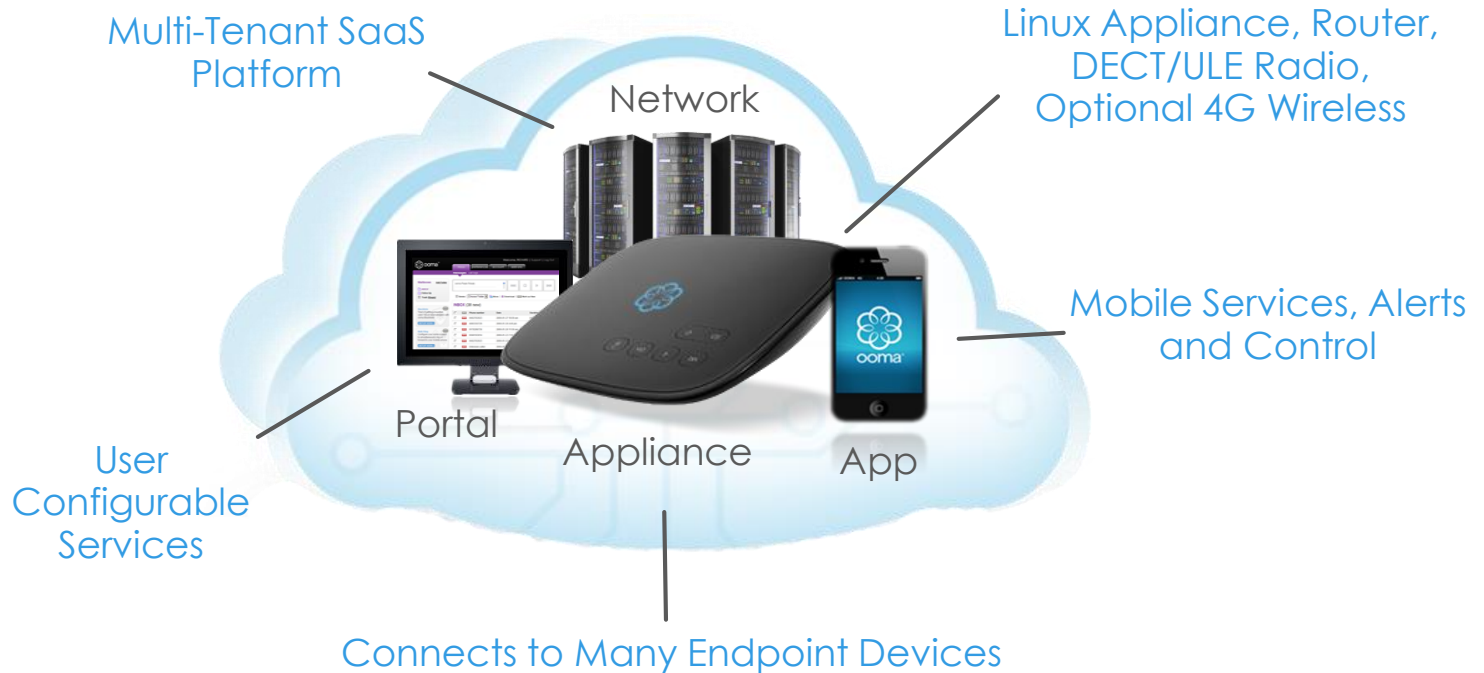 Multi-Tenant SaaS
Platform
Linux Appliance, Router,
DECT/ULE Radio,
Optional 4G Wireless
Network
ooma
ooma
Mobile Services, Alerts
and Control
Portal
Appliance
App
User
Configurable
Services
Connects to Many Endpoint Devices